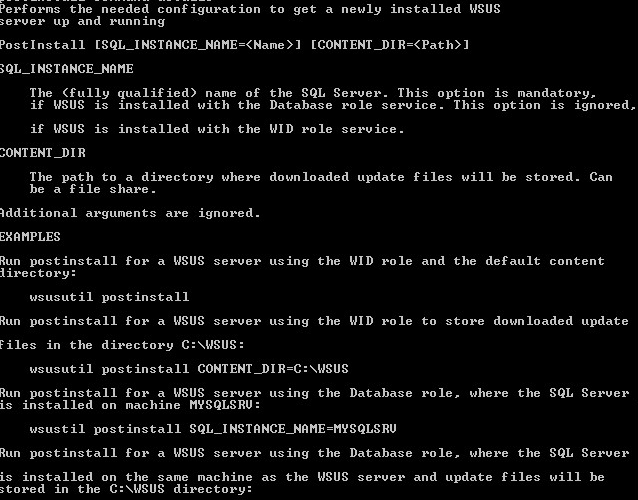 Performs the needed configuration to get a newly installed WSUS
server up and running
PostInstall [SQL_INSTANCE_NAME=<Name>] [CONTENT_DIR=<Path>]
SQL_INSTANCE_NAME
The (fully qualified) name of the SQL Server. This option is mandatory,
if WSUS is installed with the Database role service. This option is ignored,
if WSUS is installed with the WID role service.
CONTENT_DIR
The path to a directory where downloaded update files will be stored. Can
be a file share.
Additional arguments are ignored.
EXAMPLES
Run postinstall for a WSUS server using the WID role and the default content
directory:
wsusutil postinstall
Run postinstall for a WSUS server using the WID role to store downloaded update
files in the directory C:\WSUS:
wsusutil postinstall CONTENT_DIR=C:\WSUS
Run postinstall for a WSUS server using the Database role, where the SQL Server
is installed on machine MYSQLSRV:
wsustil postinstall SQL_INSTANCE_NAME=MYSQLSRV
Run postinstall for a WSUS server using the Database role, where the SQL Server
is installed on the same machine as the WSUS server and update files will be
stored in the C:\WSUS directory: